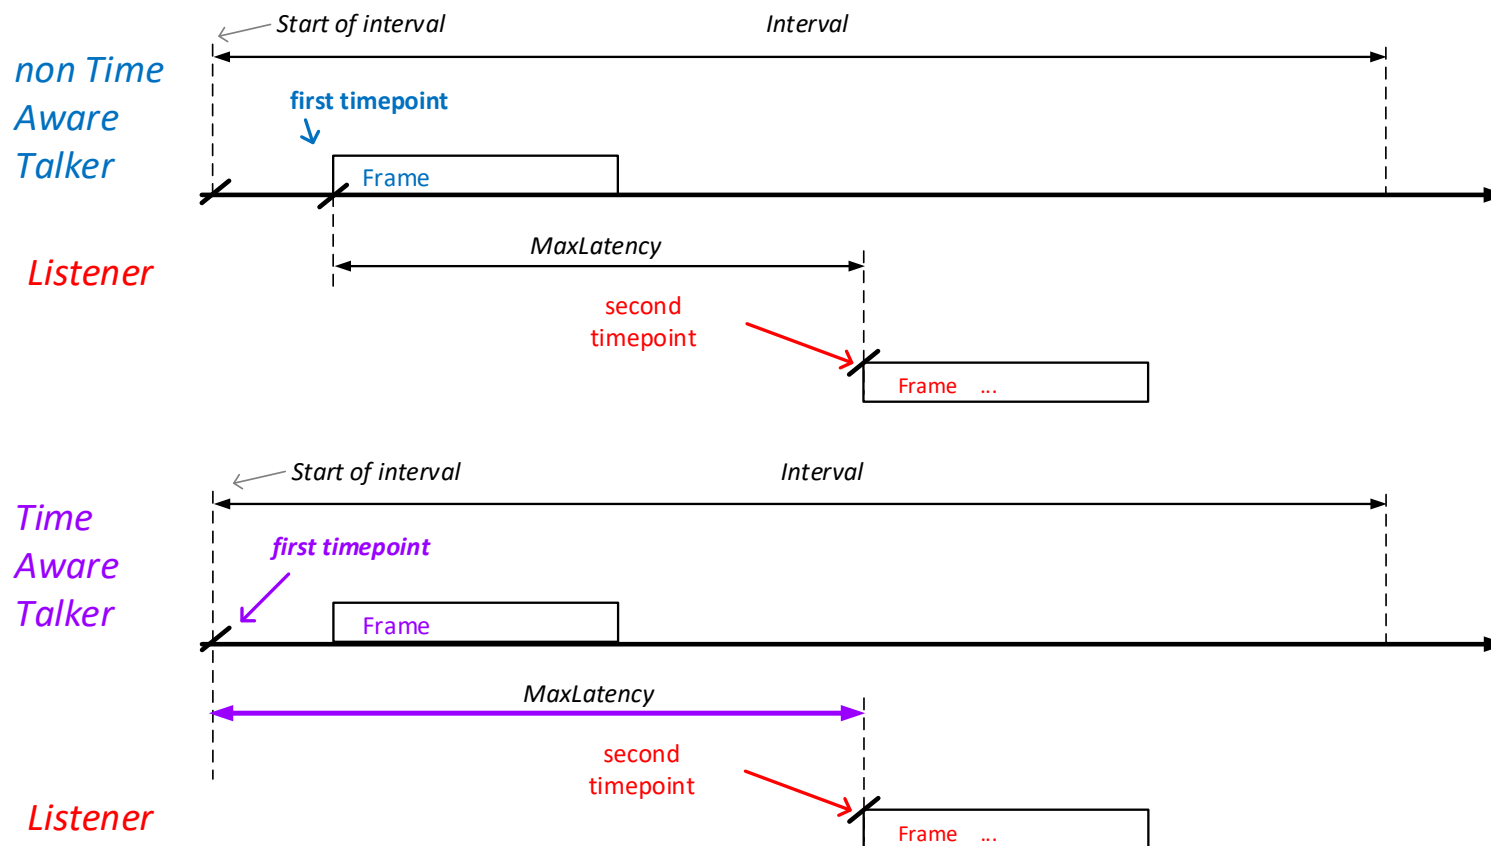 Start of interval
Interval
non Time
Aware
Talker
first timepoint
Frame
MaxLatency
Listener
second
timepoint
Frame ...
Start of interval
Interval
Time
Aware
Talker
first timepoint
Frame
MaxLatency
second
timepoint
Listener
Frame ...